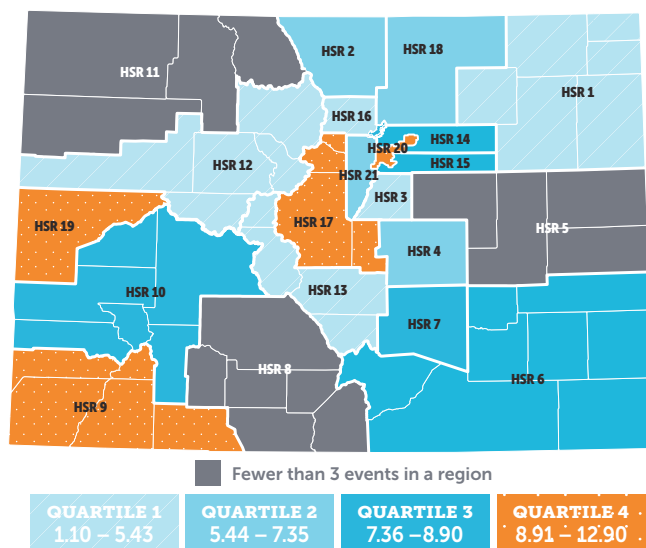 HSR 2
HSR 18
HSR 11
HSR 1
HSR 16
HSR 14
HSR 20
HSR 12
HSR 15
HSR 21
HSR 3
HSR 19
HSR 17
HSR 5
HSR 4
HSR 10
HSR 13
HSR 7
HSR 8
HSR 6
HSR 9
Fewer than 3 events in a region
QUARTILE 1 QUARTILE 2 QUARTILE 3 QUARTILE 4
1.10 – 5.43 5.44 – 7.35 7.36 –8.90 8.91 – 12.90